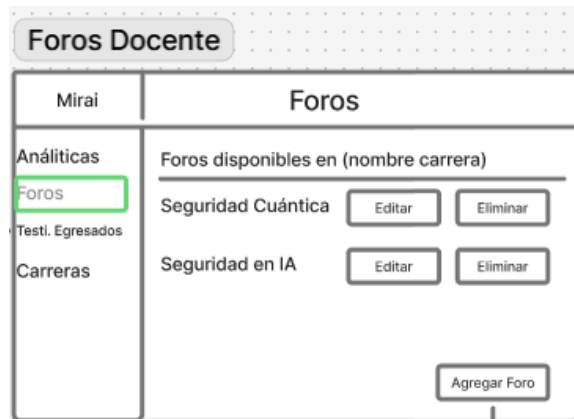 Foros Docente
Mirai
Foros
Análiticas
Foros
Testi. Egresados
Carreras
Foros disponibles en (nombre carrera)
Seguridad Cuántica Editar Eliminar
Seguridad en IA Editar Eliminar
Agregar Foro